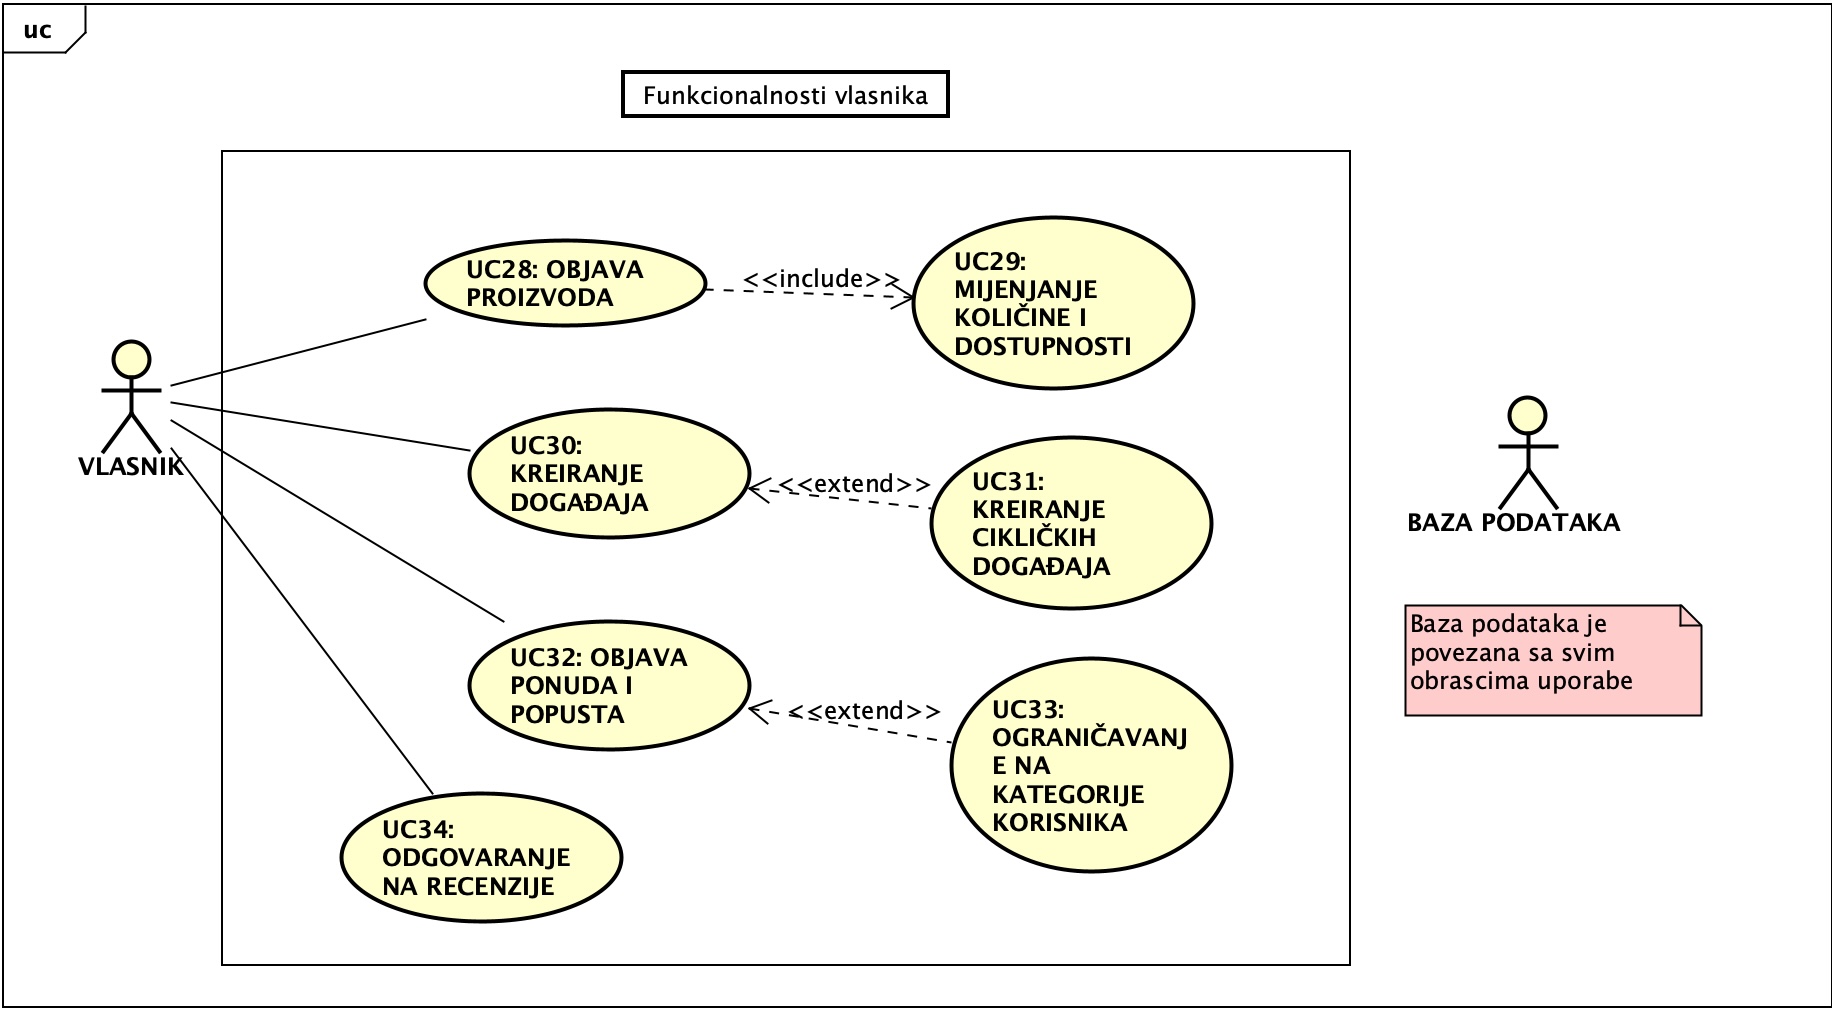 uc
Funkcionalnosti vlasnika
UC28: OBJAVA
PROIZVODA
<<include>>
UC29:
MIJENJANJE
KOLIČINE I
DOSTUPNOSTI
VLASNIK
UC30:
KREIRANJE
DOGAĐAJA
<<extend>>
UC31:
KREIRANJE
CIKLIČKIH
DOGAĐAJA
BAZA PODATAKA
Baza podataka je
povezana sa svim
obrascima uporabe
UC32: OBJAVA
PONUDA I
POPUSTA
<<extend>>
UC33:
OGRANIČAVANJ
E NA
KATEGORIJE
KORISNIKA
UC34:
ODGOVARANJE
NA RECENZIJE